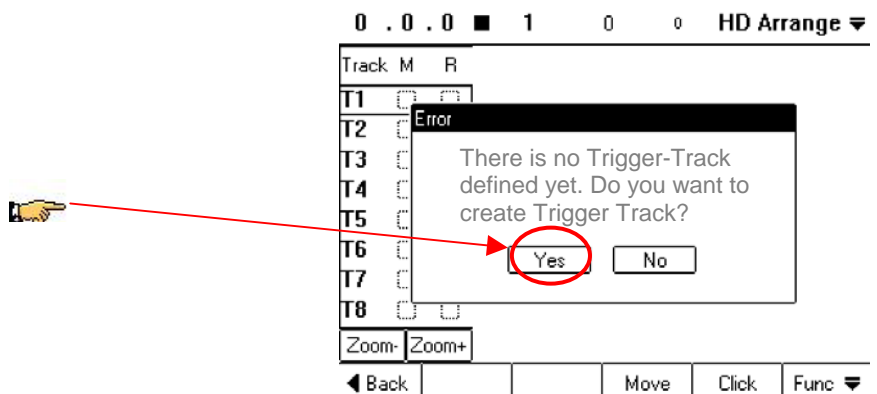 0 . 0 . 0 ■ 1 0 0 HD Arrange
Track M R
T1
Error
T2
There is no Trigger-Track
T3
defined yet. Do you want to
T4
create Trigger Track?
T5
T6
Yes No
T7
T8
Zoom- Zoom+
Back Move Click Func